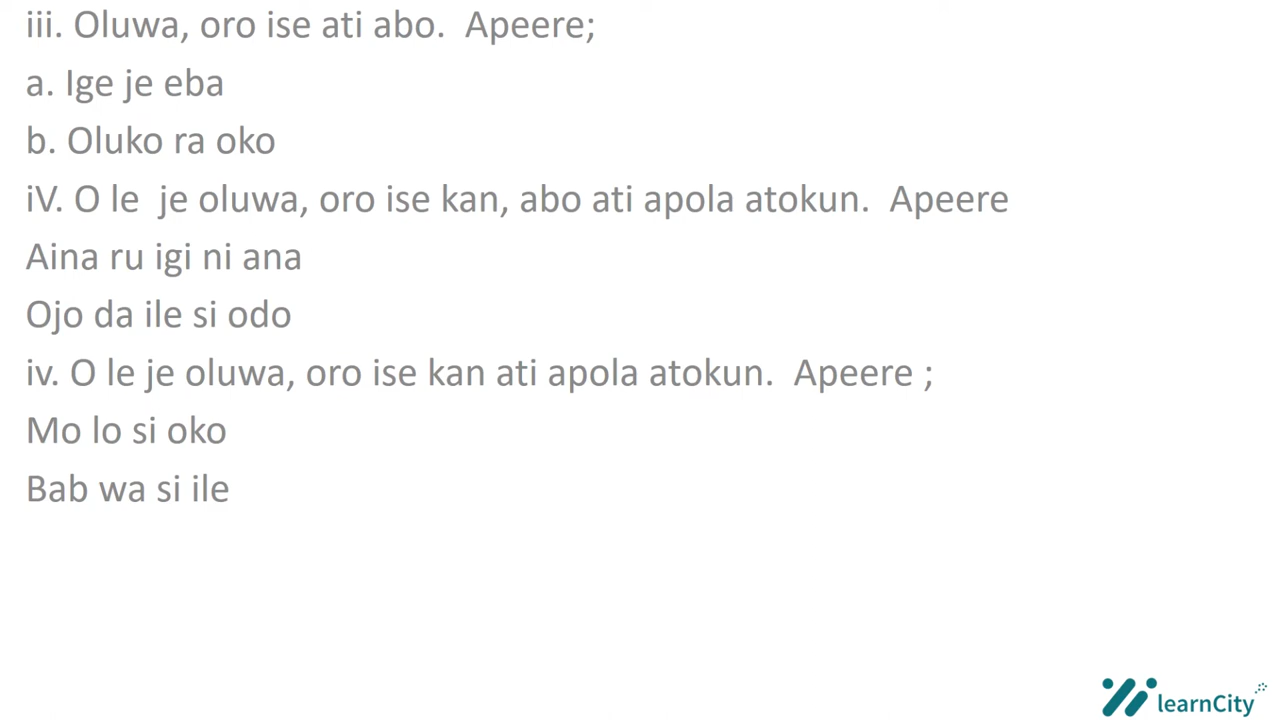 iii. Oluwa, oro ise ati abo. Apeere;
a. Ige je eba
b. Oluko ra oko
iV. O le je oluwa, oro ise kan, abo ati apola atokun. Apeere
Aina ru igi ni ana
Ojo da ile si odo
iv. O le je oluwa, oro ise kan ati apola atokun. Apeere ;
Mo lo si oko
Bab wa si ile
learnCity